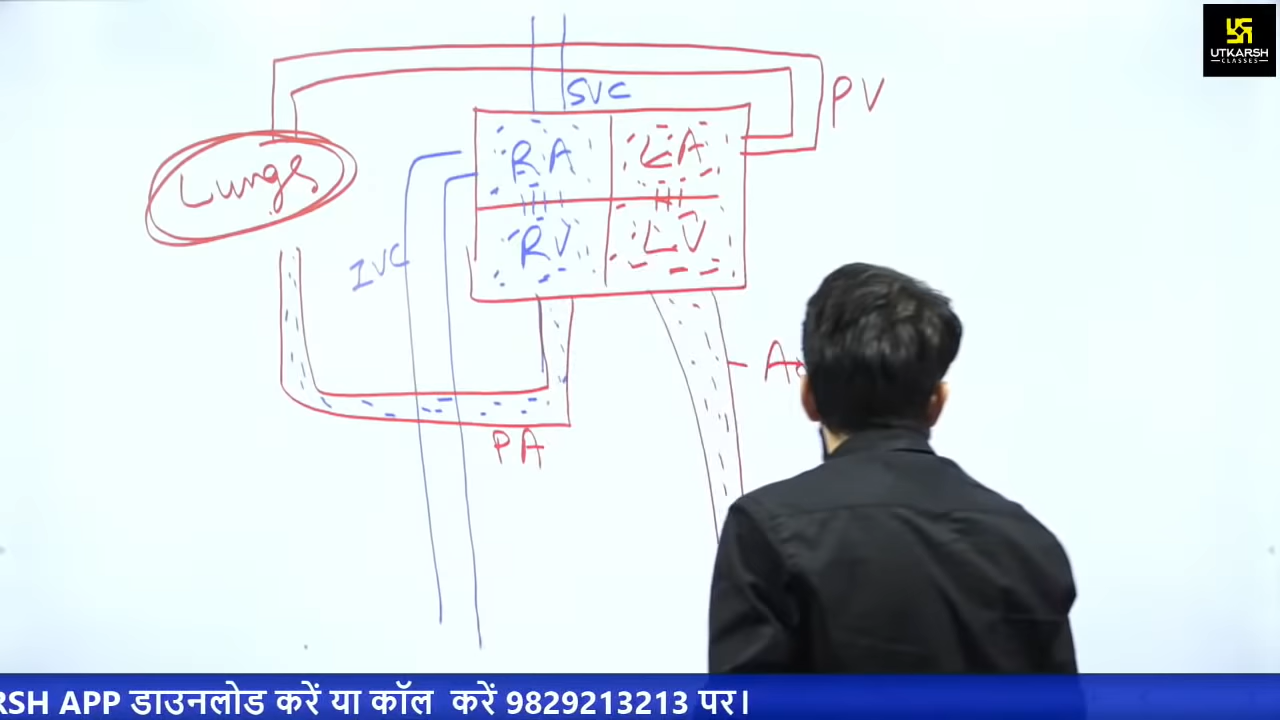 UTKARSH
CLASSES
SVC
PV
RA
LA
Lungs
RV
LV
IVC
PA
RSH APP डाउनलोड करें या कॉल करें 9829213213 पर।